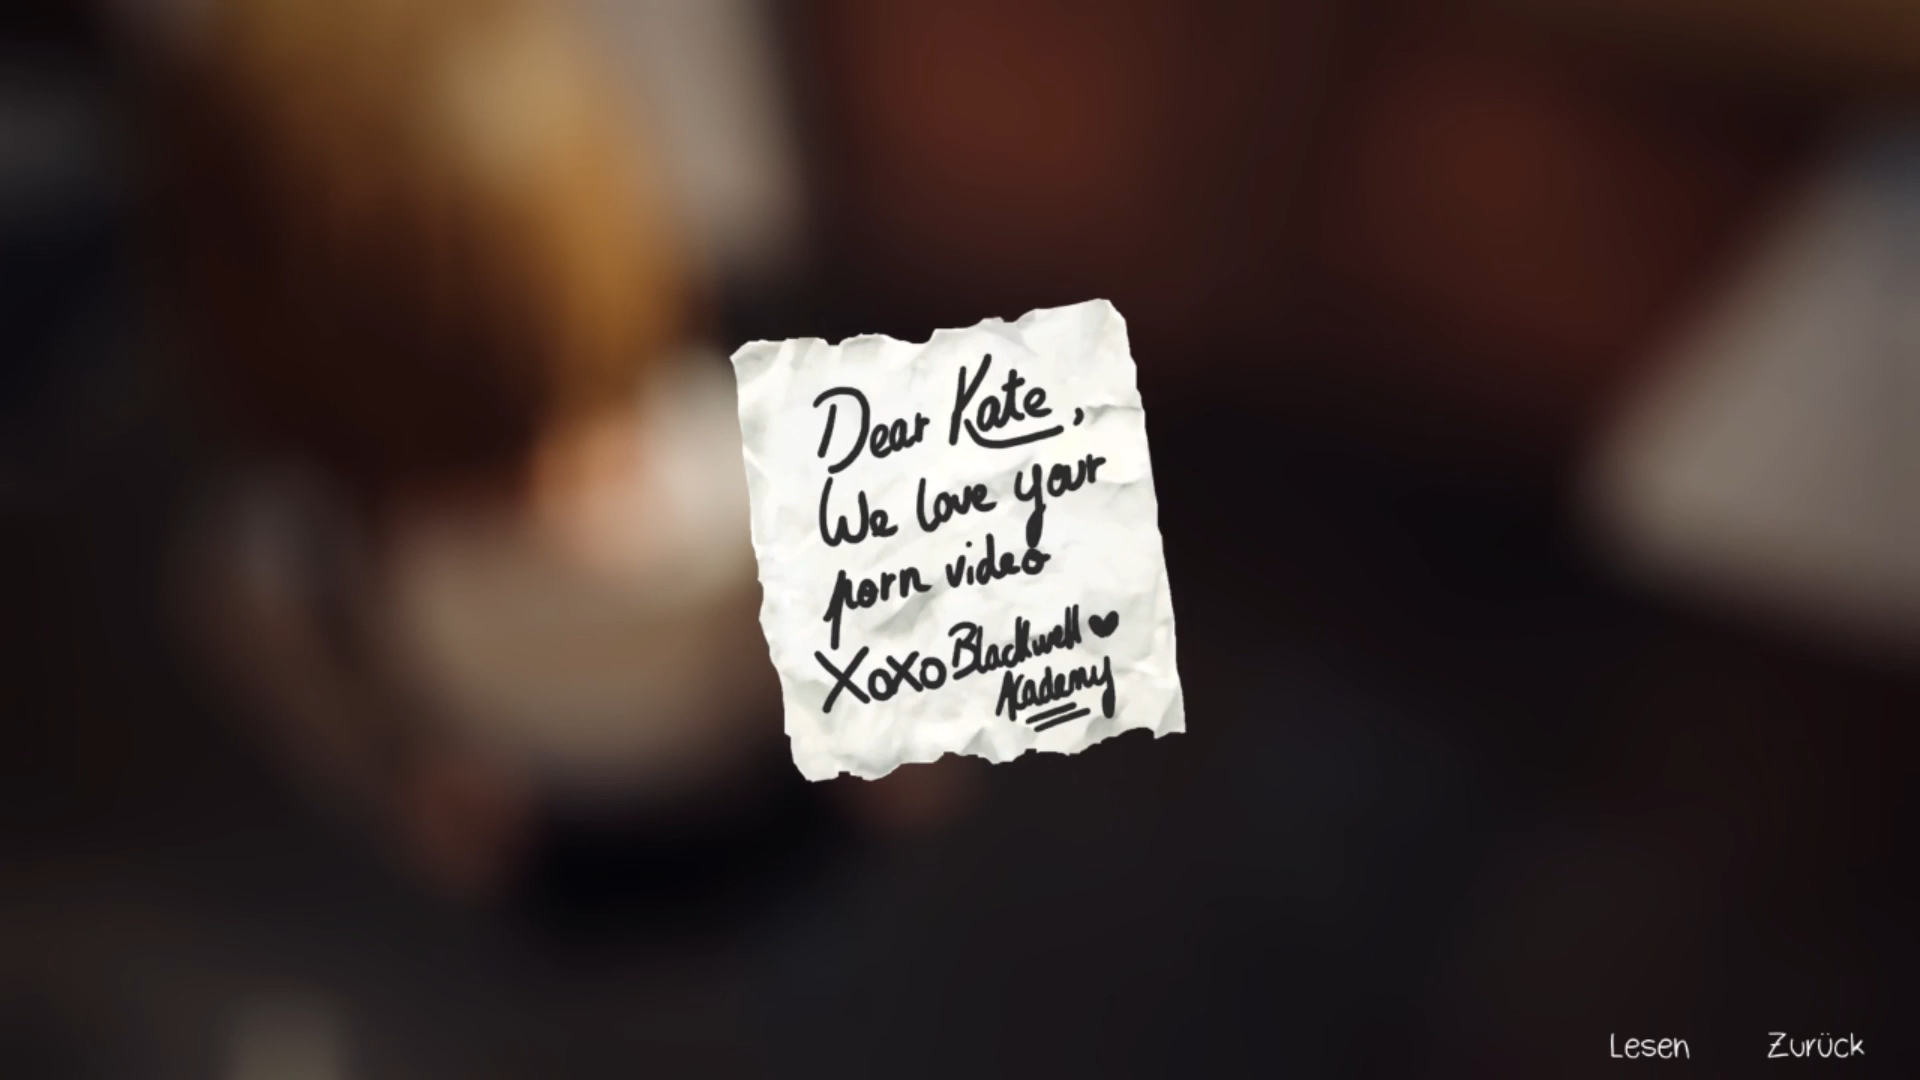 Dear Kate,
We love your
porn video
XoXo Blackwell ♥
Academy
Lesen Zurück